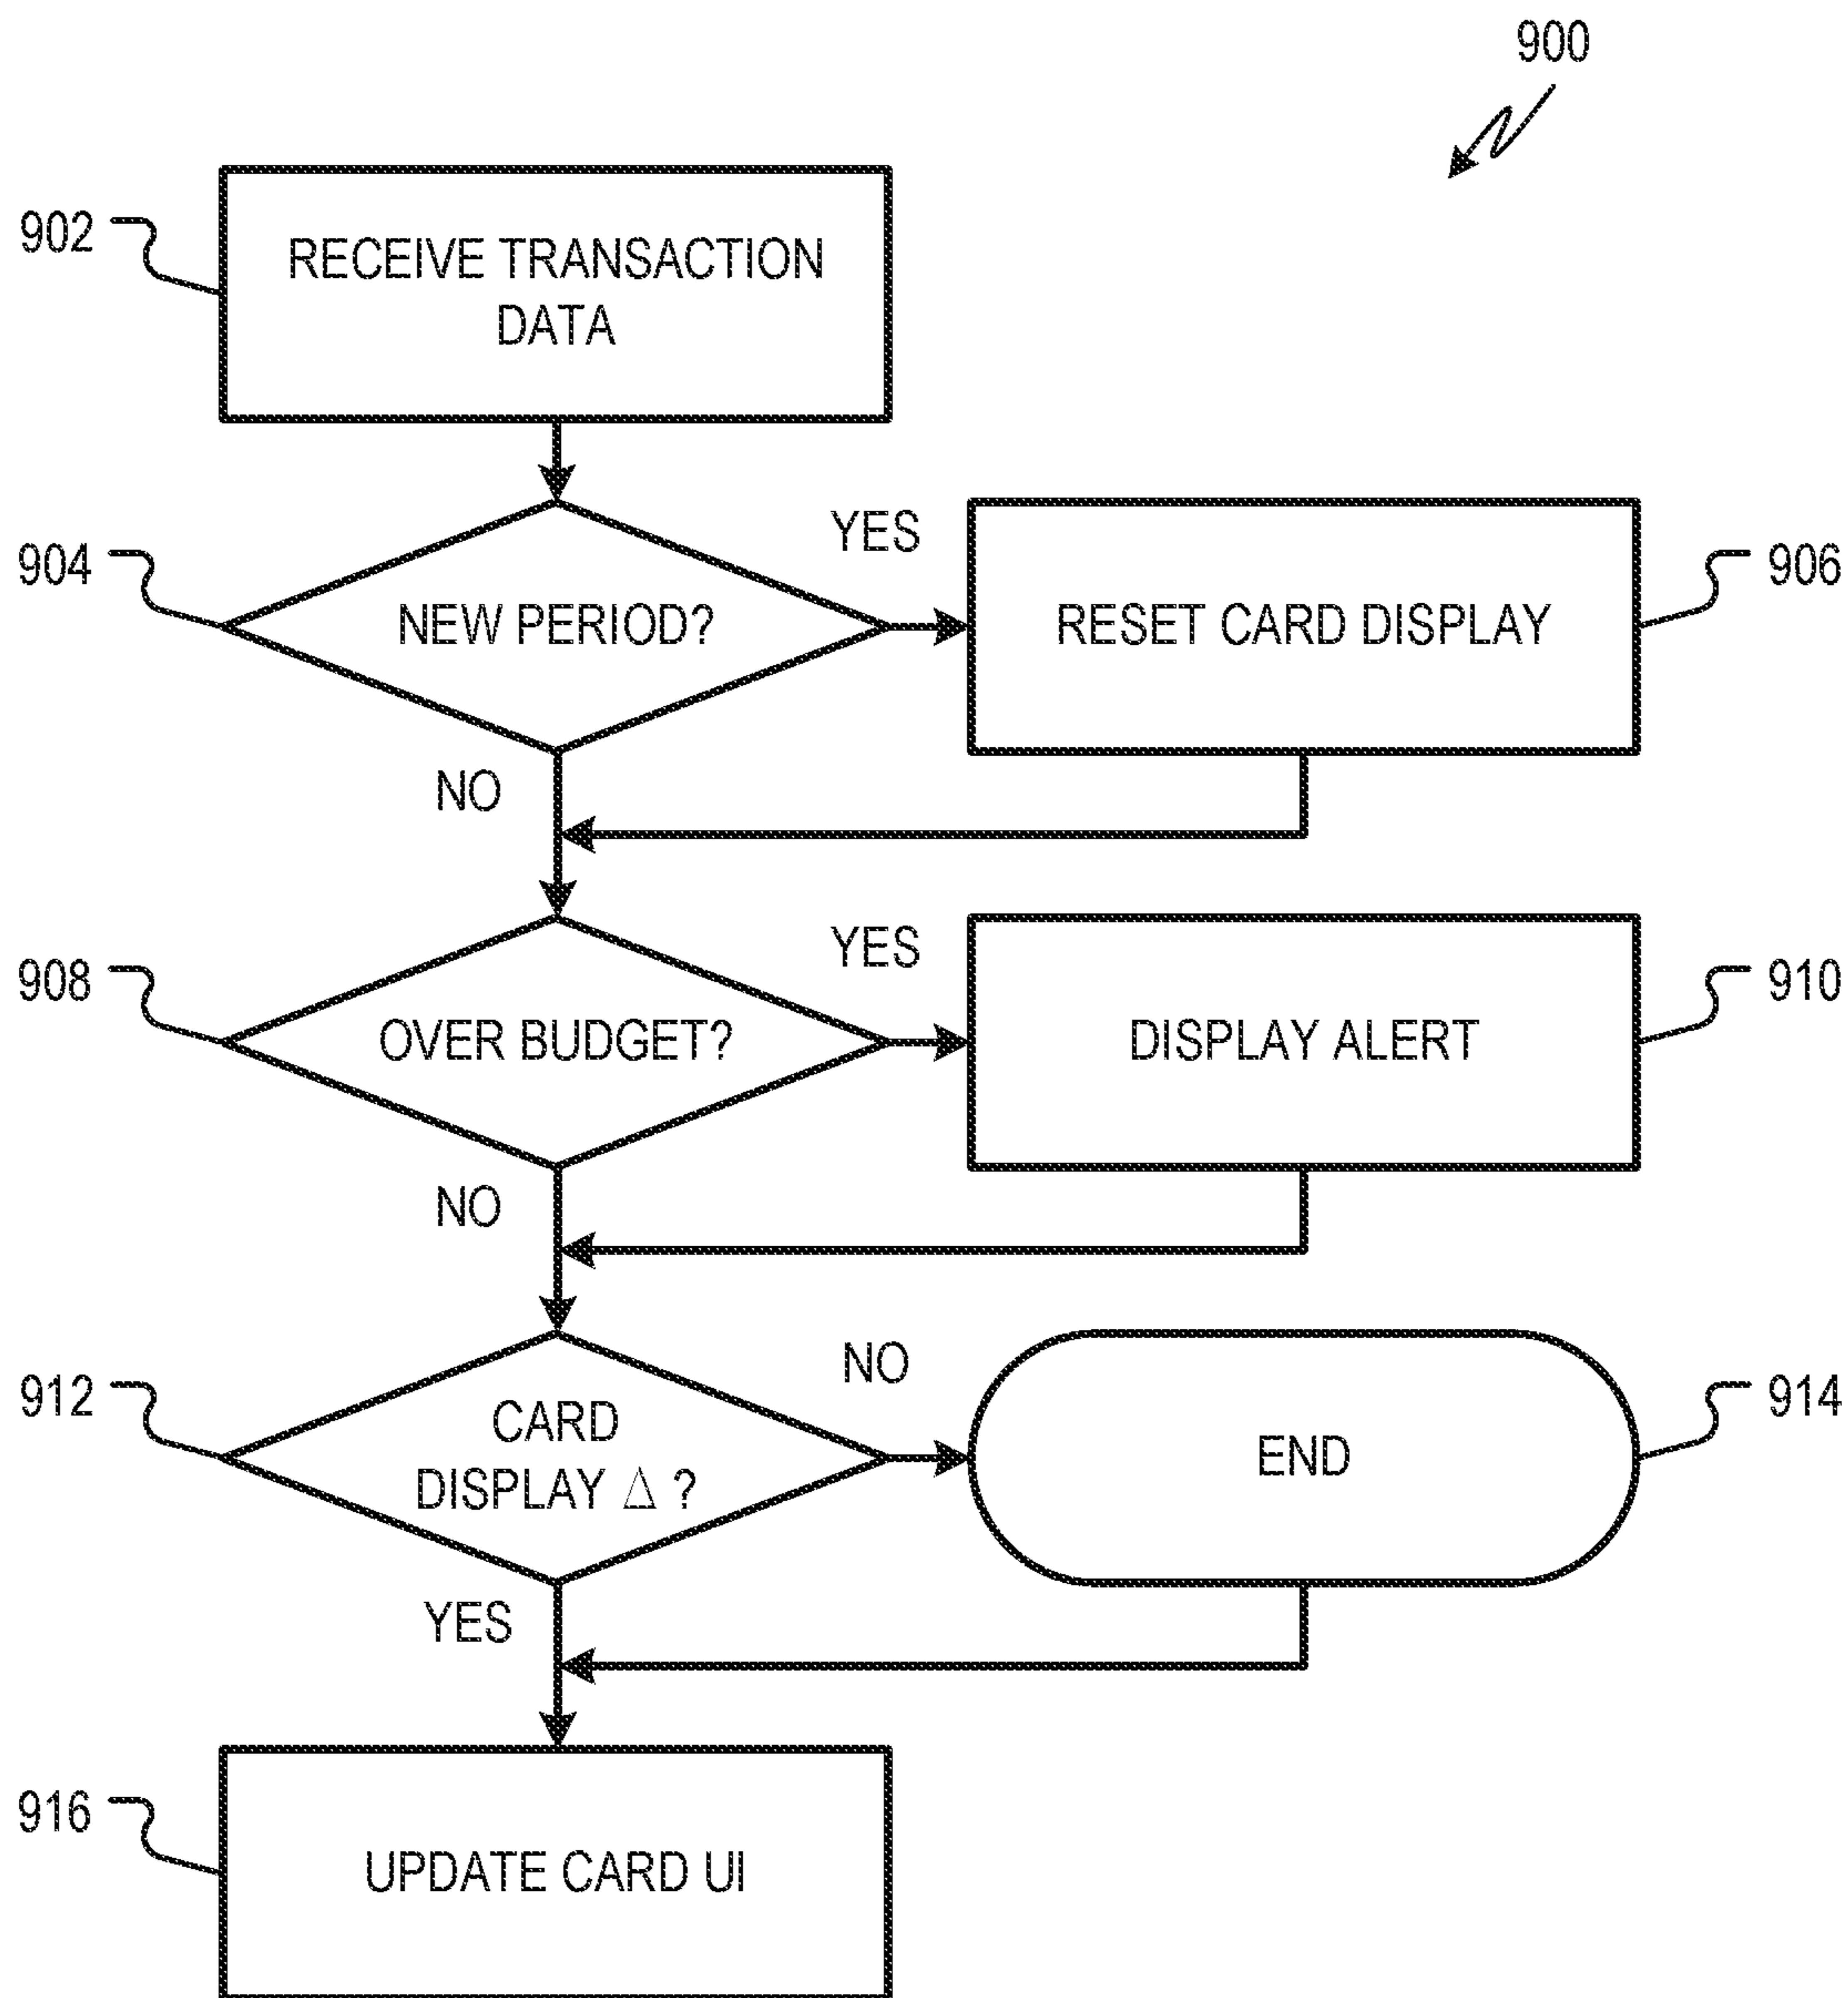 900
902
RECEIVE TRANSACTION
DATA
904
NEW PERIOD?
YES
RESET CARD DISPLAY
906
NO
908
OVER BUDGET?
YES
DISPLAY ALERT
910
NO
912
CARD
DISPLAY Δ ?
NO
END
914
YES
916
UPDATE CARD UI